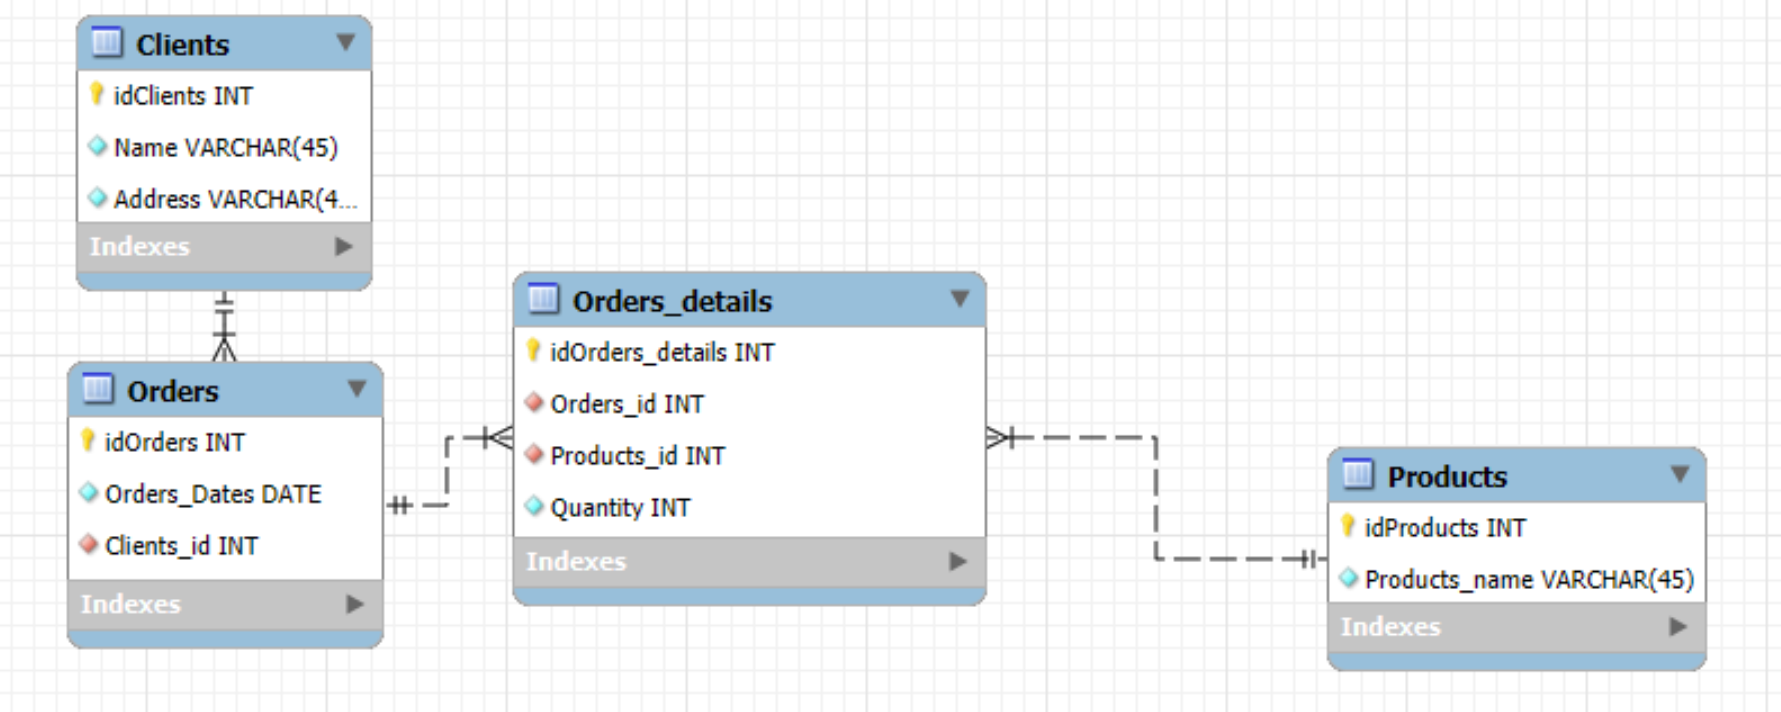 Clients
idClients INT
Name VARCHAR(45)
Address VARCHAR(4...
Indexes
Orders
idOrders INT
Orders_Dates DATE
Clients_id INT
Indexes
Orders_details
idOrders_details INT
Orders_id INT
Products_id INT
Quantity INT
Indexes
Products
idProducts INT
Products_name VARCHAR(45)
Indexes